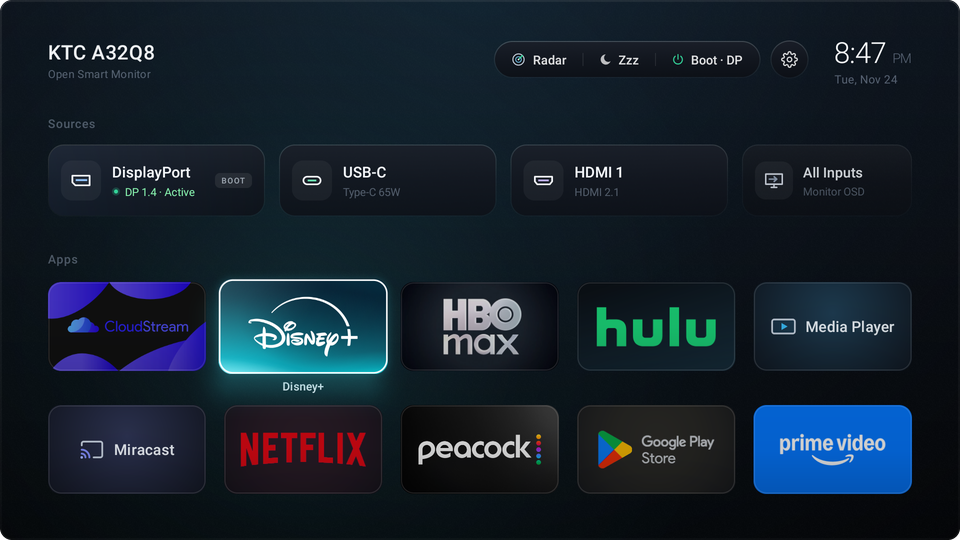 KTC A32Q8
Open Smart Monitor
Radar
Zzz
Boot · DP
8:47 PM
Tue, Nov 24
Sources
DisplayPort
DP 1.4 · Active
BOOT
USB-C
Type-C 65W
HDMI 1
HDMI 2.1
All Inputs
Monitor OSD
Apps
CloudStream
Disney+
HBO
max
hulu
Media Player
Disney+
Miracast
NETFLIX
peacock
Google Play
Store
prime video